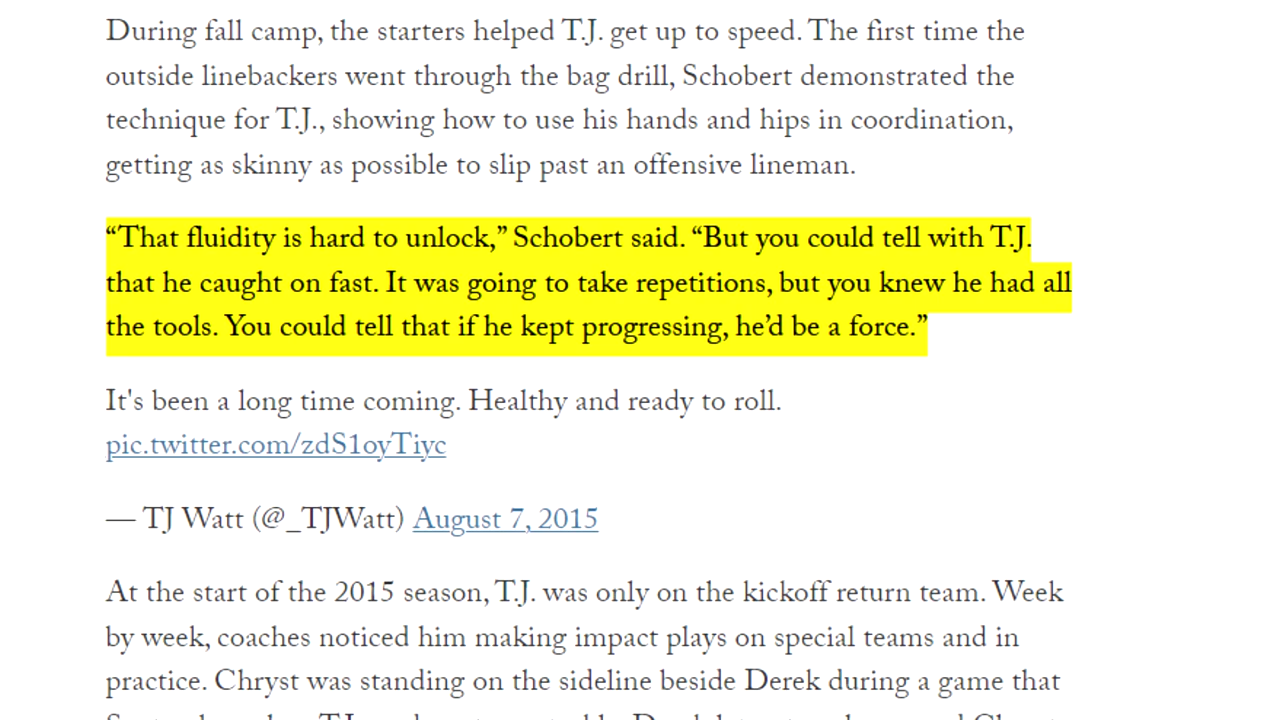 During fall camp, the starters helped T.J. get up to speed. The first time the
outside linebackers went through the bag drill, Schobert demonstrated the
technique for T.J., showing how to use his hands and hips in coordination,
getting as skinny as possible to slip past an offensive lineman.
“That fluidity is hard to unlock,” Schobert said. “But you could tell with T.J.
that he caught on fast. It was going to take repetitions, but you knew he had all
the tools. You could tell that if he kept progressing, he’d be a force.”
It's been a long time coming. Healthy and ready to roll.
pic.twitter.com/zdS1oyTiyc
— TJ Watt (@_TJWatt) August 7, 2015
At the start of the 2015 season, T.J. was only on the kickoff return team. Week
by week, coaches noticed him making impact plays on special teams and in
practice. Chryst was standing on the sideline beside Derek during a game that